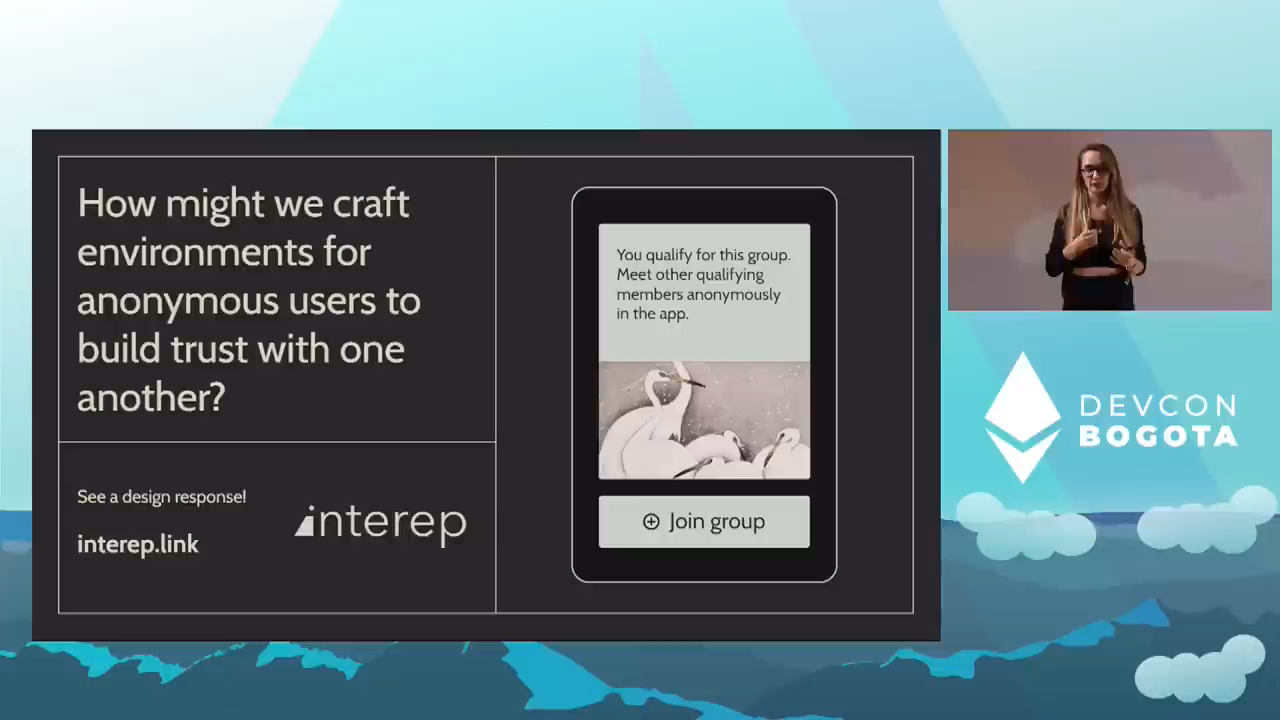 How might we craft
environments for
anonymous users to
build trust with one
another?
See a design response!
interep.link
interep
You qualify for this group.
Meet other qualifying
members anonymously
in the app.
Join group
DEVCON
BOGOTA